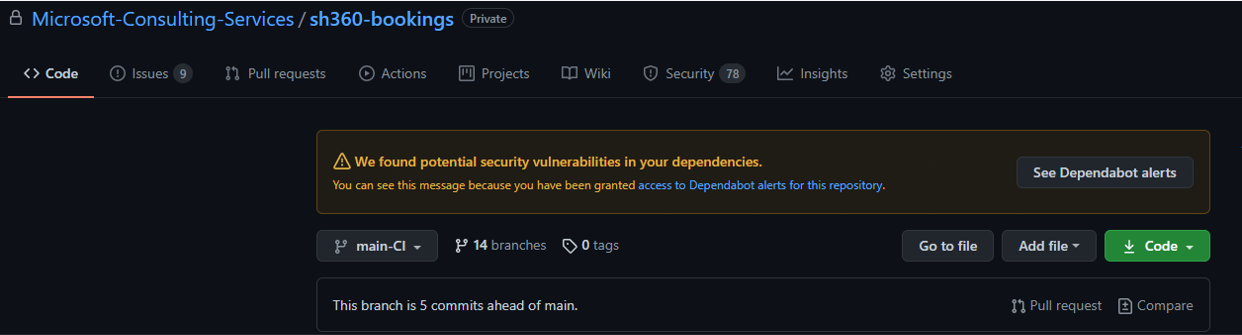 Microsoft-Consulting-Services / sh360-bookings Private
Code Issues 9 Pull requests Actions Projects Wiki Security 78 Insights Settings
We found potential security vulnerabilities in your dependencies.
You can see this message because you have been granted access to Dependabot alerts for this repository.
See Dependabot alerts
main-CI 14 branches 0 tags Go to file Add file Code
This branch is 5 commits ahead of main. Pull request Compare